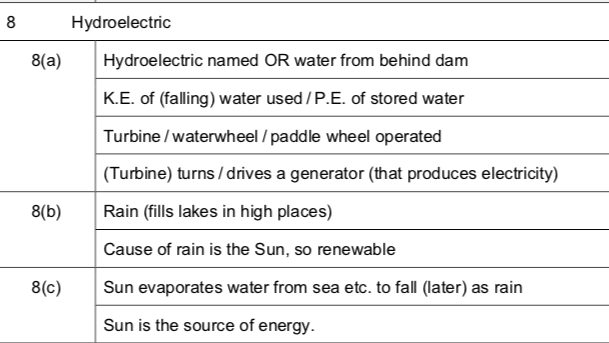 8 Hydroelectric
8(a) Hydroelectric named OR water from behind dam
K.E. of (falling) water used / P.E. of stored water
Turbine / waterwheel / paddle wheel operated
(Turbine) turns / drives a generator (that produces electricity)
8(b) Rain (fills lakes in high places)
Cause of rain is the Sun, so renewable
8(c) Sun evaporates water from sea etc. to fall (later) as rain
Sun is the source of energy.